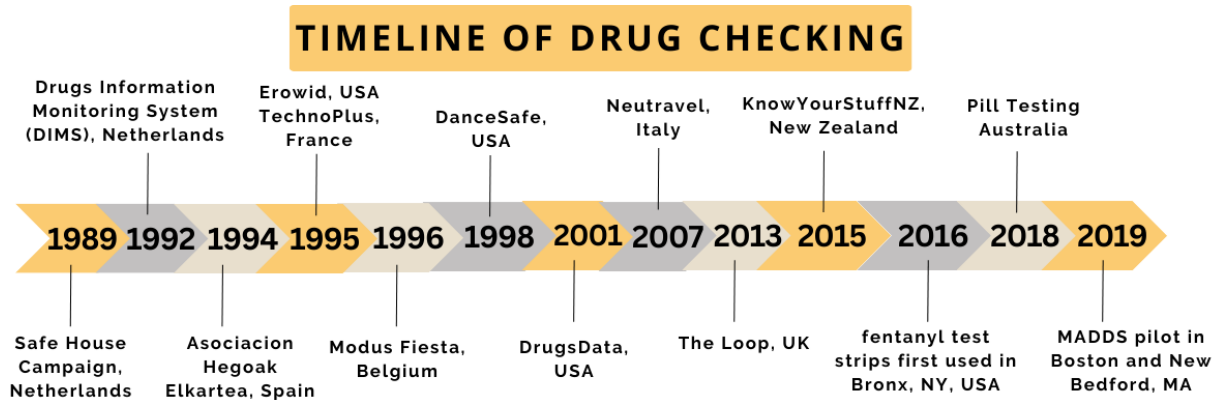 TIMELINE OF DRUG CHECKING
Drugs Information
Monitoring System
(DIMS), Netherlands
Erowid, USA
TechnoPlus,
France
DanceSafe,
USA
Neutravel,
Italy
KnowYourStuffNZ,
New Zealand
Pill Testing
Australia
1989 1992 1994 1995 1996 1998 2001 2007 2013 2015 2016 2018 2019
Safe House
Campaign,
Netherlands
Asociacion
Hegoak
Elkartea, Spain
Modus Fiesta,
Belgium
DrugsData,
USA
The Loop, UK
fentanyl test
strips first used in
Bronx, NY, USA
MADDS pilot in
Boston and New
Bedford, MA